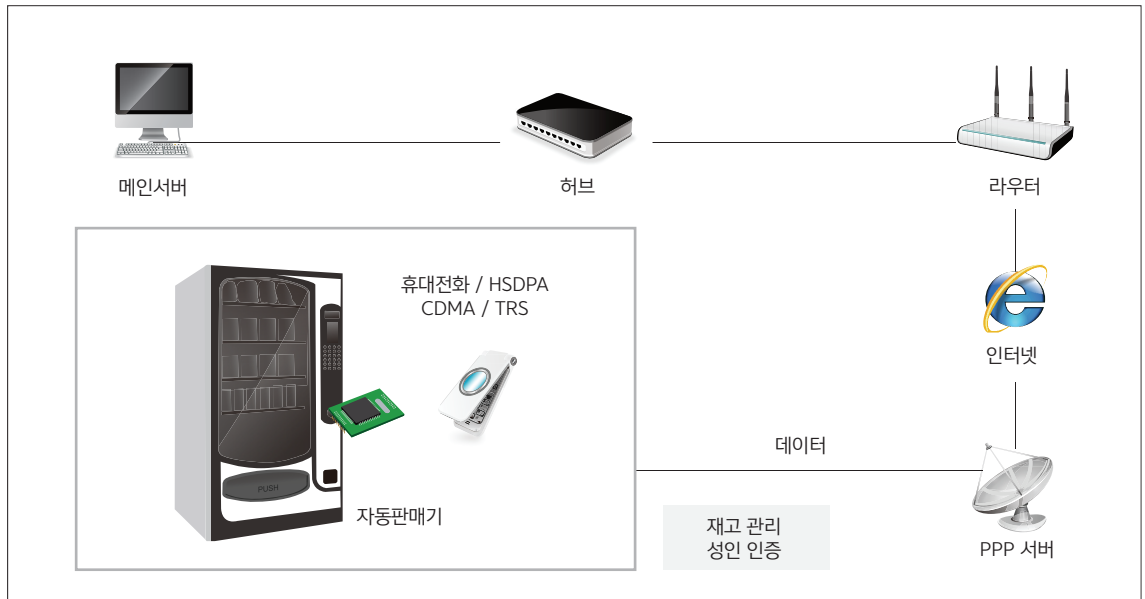 메인서버
허브
라우터
휴대전화 / HSDPA
CDMA / TRS
인터넷
데이터
PUSH
자동판매기
재고 관리
성인 인증
PPP 서버